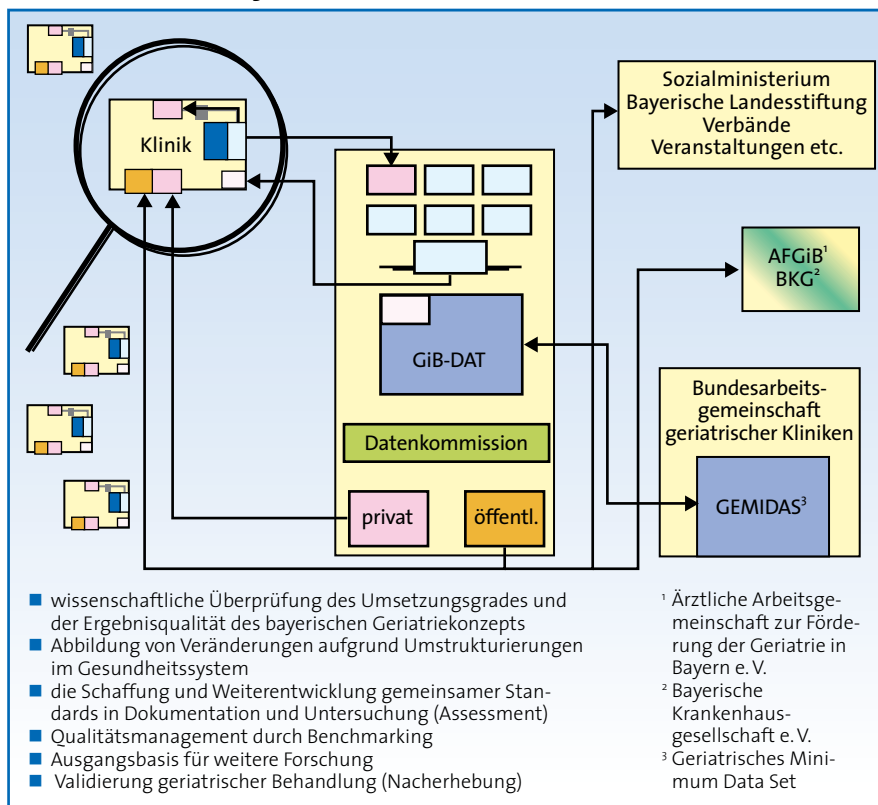 Klinik
Sozialministerium
Bayerische Landesstiftung
Verbände
Veranstaltungen etc.
AFGiB¹
BKG²
GiB-DAT
Datenkommission
privat
öffentl.
Bundesarbeits-
gemeinschaft
geriatrischer Kliniken
GEMIDAS³
■ wissenschaftliche Überprüfung des Umsetzungsgrades und
der Ergebnisqualität des bayerischen Geriatriekonzepts
■ Abbildung von Veränderungen aufgrund Umstrukturierungen
im Gesundheitssystem
■ die Schaffung und Weiterentwicklung gemeinsamer Stan-
dards in Dokumentation und Untersuchung (Assessment)
■ Qualitätsmanagement durch Benchmarking
■ Ausgangsbasis für weitere Forschung
■ Validierung geriatrischer Behandlung (Nacherhebung)
¹ Ärztliche Arbeitsge-
meinschaft zur Förde-
rung der Geriatrie in
Bayern e. V.
² Bayerische
Krankenhaus-
gesellschaft e. V.
³ Geriatrisches Mini-
mum Data Set